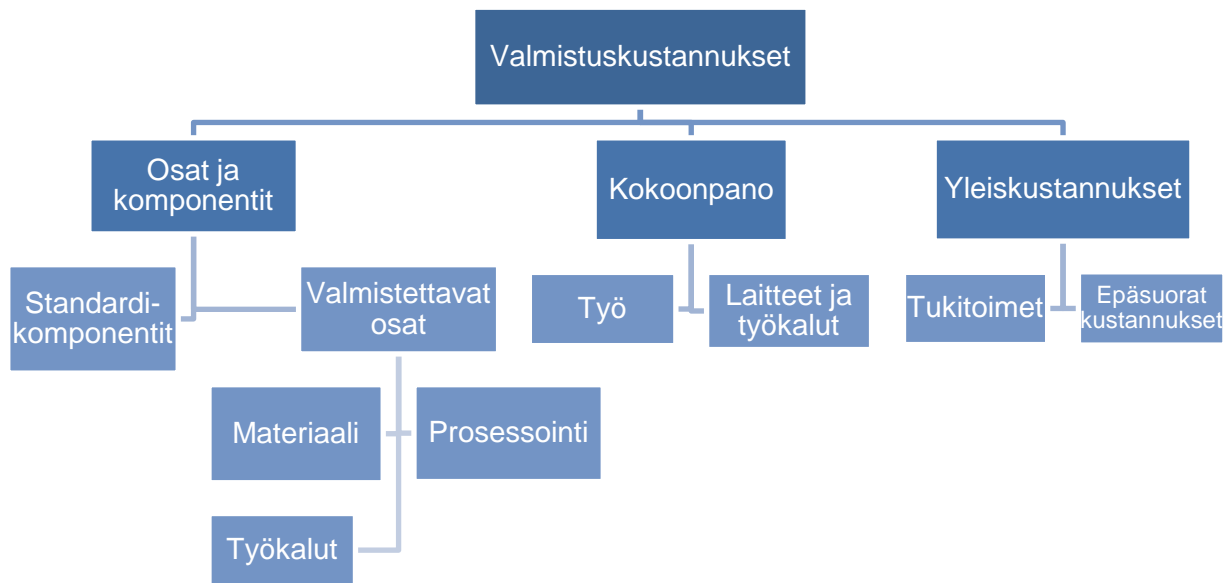 Valmistuskustannukset
Osat ja
komponentit
Kokoonpano
Yleiskustannukset
Standardi-
komponentit
Valmistettavat
osat
Työ
Laitteet ja
työkalut
Tukitoimet
Epäsuorat
kustannukset
Materiaali
Prosessointi
Työkalut